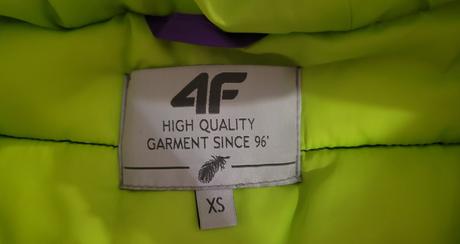 4F
HIGH QUALITY
GARMENT SINCE 96'
XS